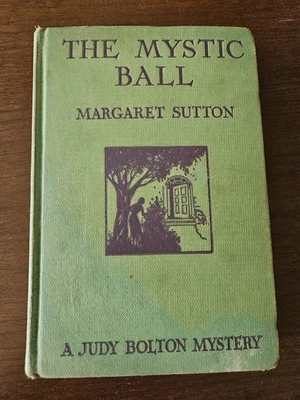 THE MYSTIC
BALL
MARGARET SUTTON
A JUDY BOLTON MYSTERY